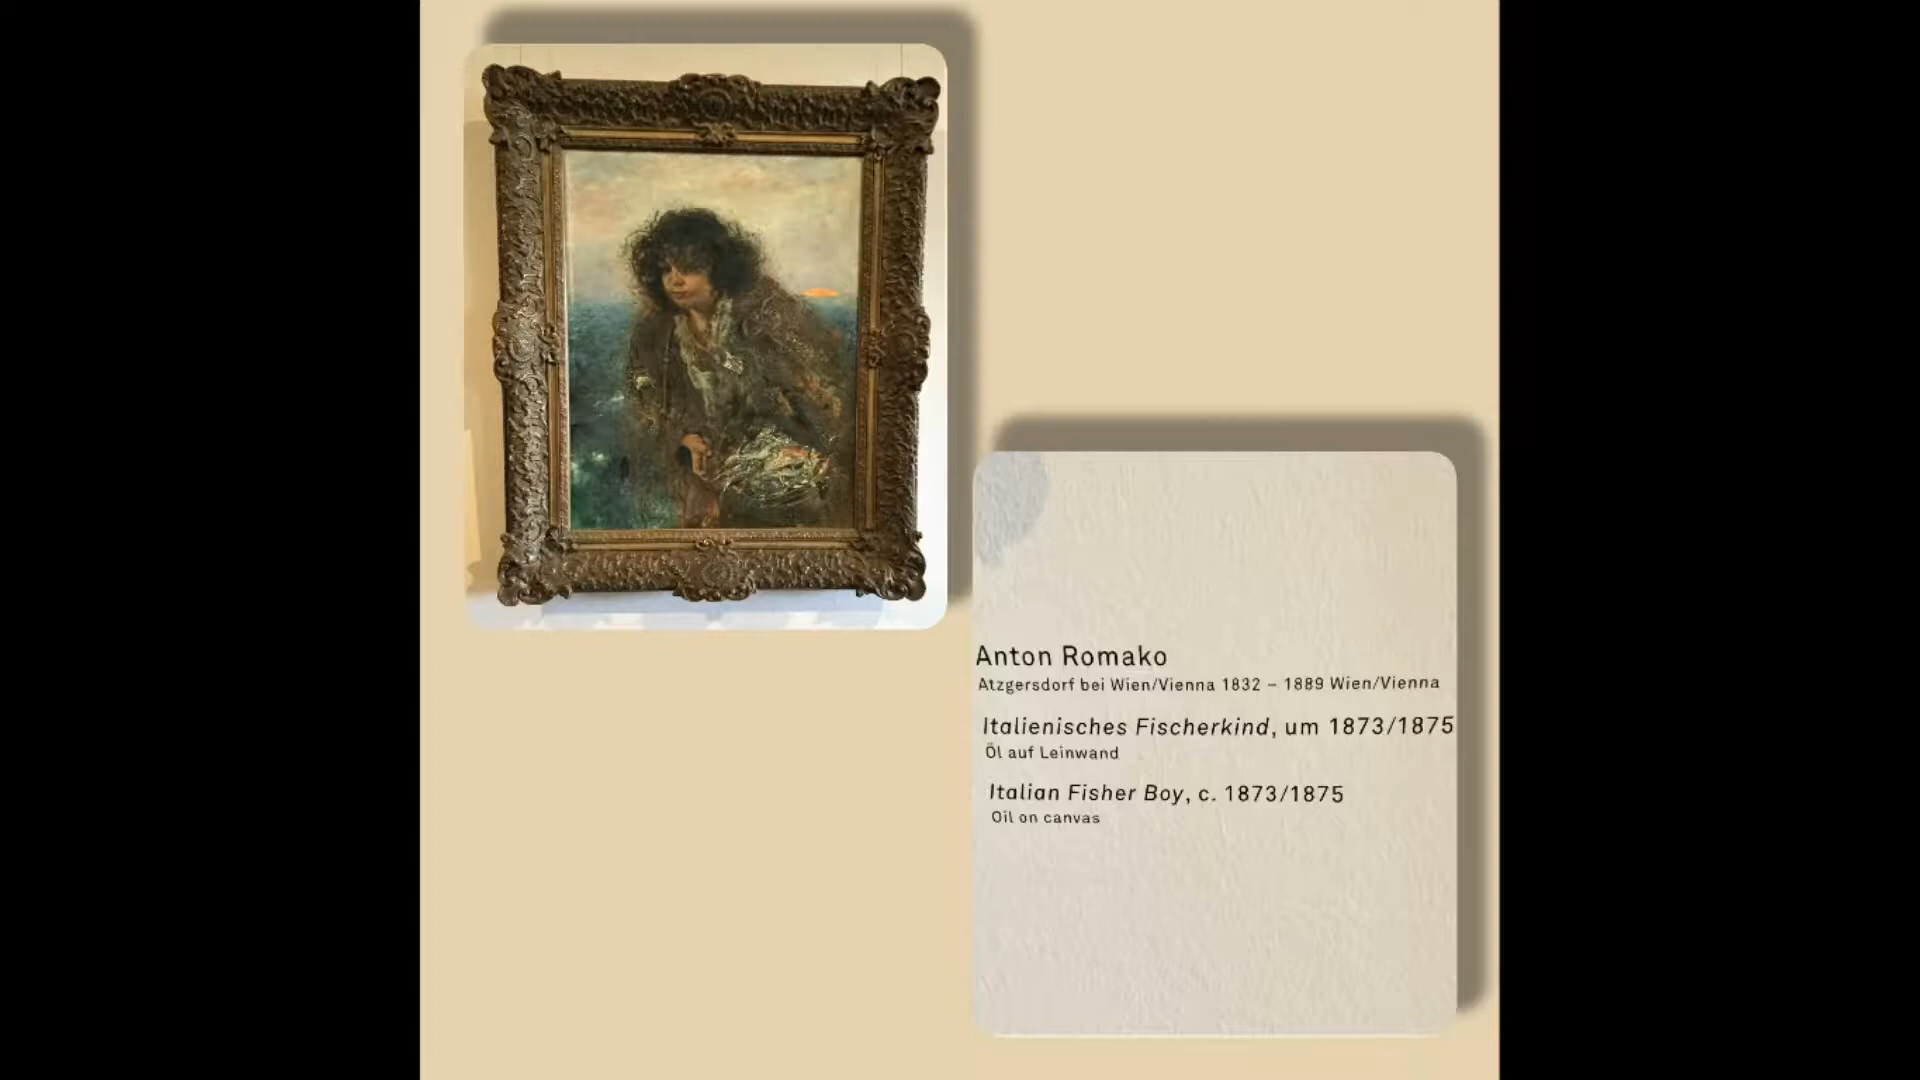 Anton Romako
Atzgersdorf bei Wien/Vienna 1832 – 1889 Wien/Vienna
Italienisches Fischerkind, um 1873/1875
Öl auf Leinwand
Italian Fisher Boy, c. 1873/1875
Oil on canvas